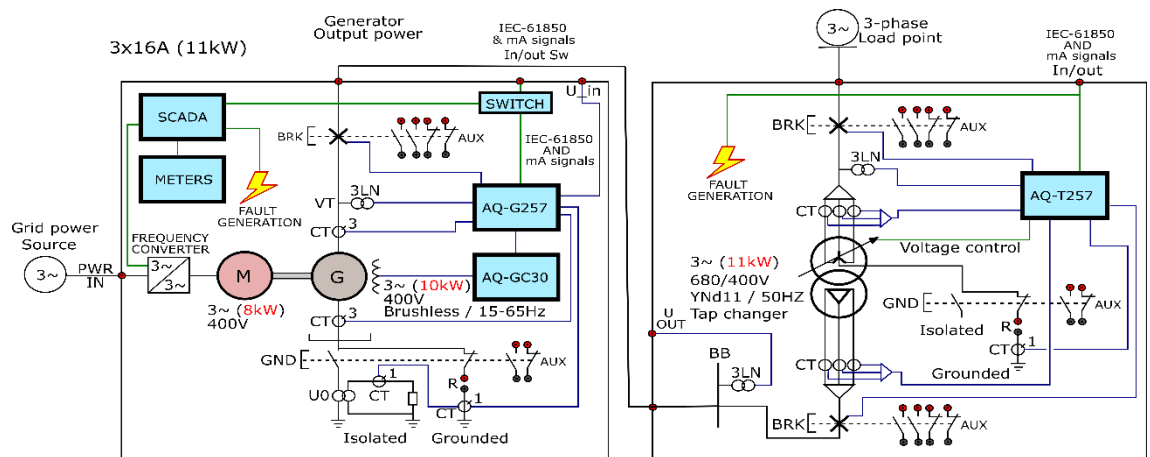 3x16A (11kW)
Generator
Output power
IEC-61850
& mA signals
In/out Sw
U_in
SCADA
SWITCH
METERS
FAULT
GENERATION
BRK
AUX
IEC-61850
AND
mA signals
3LN
VT
AQ-G257
CT
3
Grid power
Source
3~
PWR
IN
FREQUENCY
CONVERTER
3~
3~
M
G
3~ (8kW)
400V
3~ (10kW)
400V
Brushless / 15-65Hz
AQ-GC30
CT
3
GND
AUX
U0
1
CT
R
1
CT
Isolated
Grounded
3~
3-phase
Load point
IEC-61850
AND
mA signals
In/out
BRK
AUX
FAULT
GENERATION
3LN
AQ-T257
CT
Voltage control
3~ (11kW)
680/400V
YNd11 / 50HZ
Tap changer
GND
AUX
Isolated
R
CT
1
Grounded
U
OUT
BB
3LN
CT
BRK
AUX